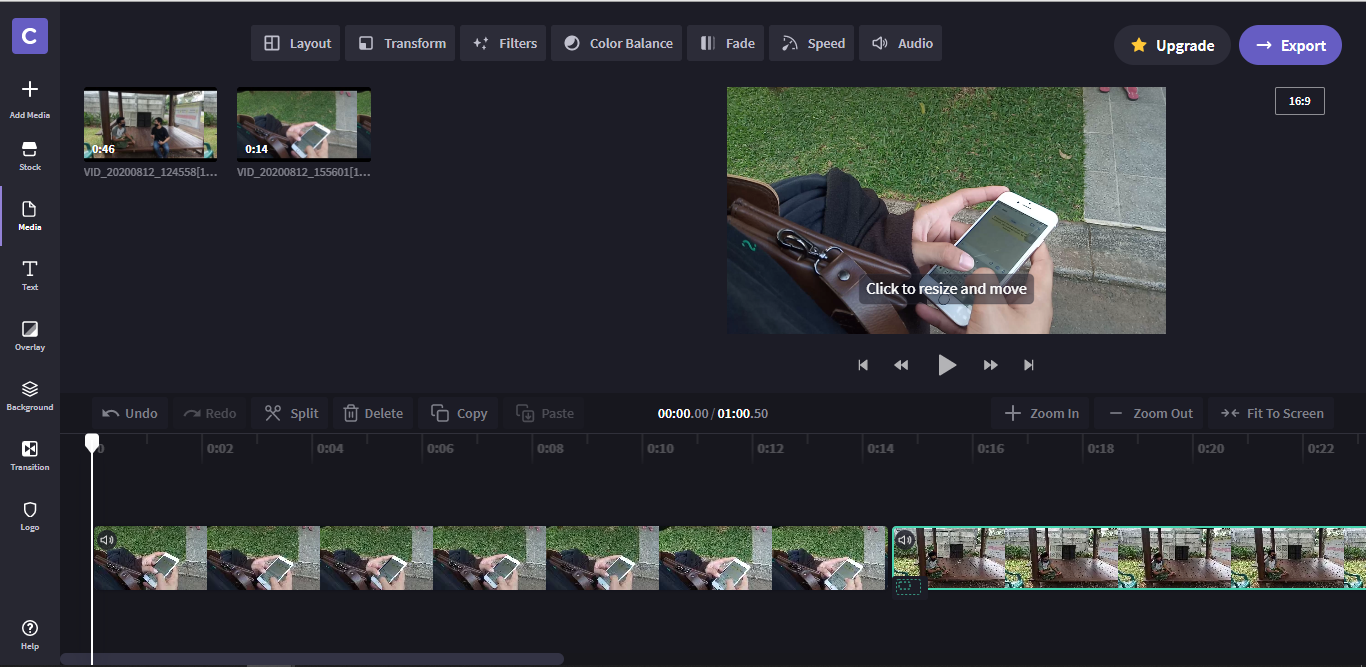 C
Layout
Transform
Filters
Color Balance
Fade
Speed
Audio
Upgrade
Export
Add Media
Stock
Media
Text
Overlay
Background
Transition
Logo
Help
0:46
0:14
VID_20200812_124558[1...
VID_20200812_155601[1...
16:9
2
Click to resize and move
Undo
Redo
Split
Delete
Copy
Paste
00:00.00 / 01:00.50
Zoom In
Zoom Out
Fit To Screen
0 0:02 0:04 0:06 0:08 0:10 0:12 0:14 0:16 0:18 0:20 0:22